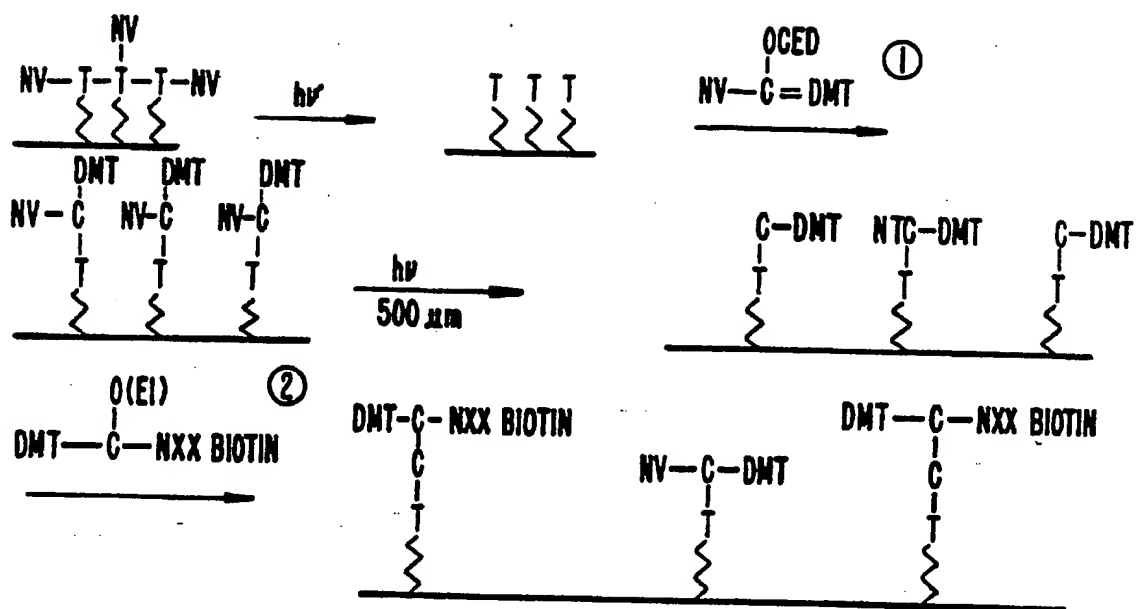 NV
NV-T-T-T-NV
hν
T T T
OCED
NV-C=DMT
①
DMT DMT DMT
NV-C NV-C NV-C
T T T
hν
500 µm
C-DMT NTC-DMT C-DMT
T T T
O(EI)
②
DMT-C-NXX BIOTIN
DMT-C-NXX BIOTIN
C
T
NV-C-DMT
T
DMT-C-NXX BIOTIN
C
T